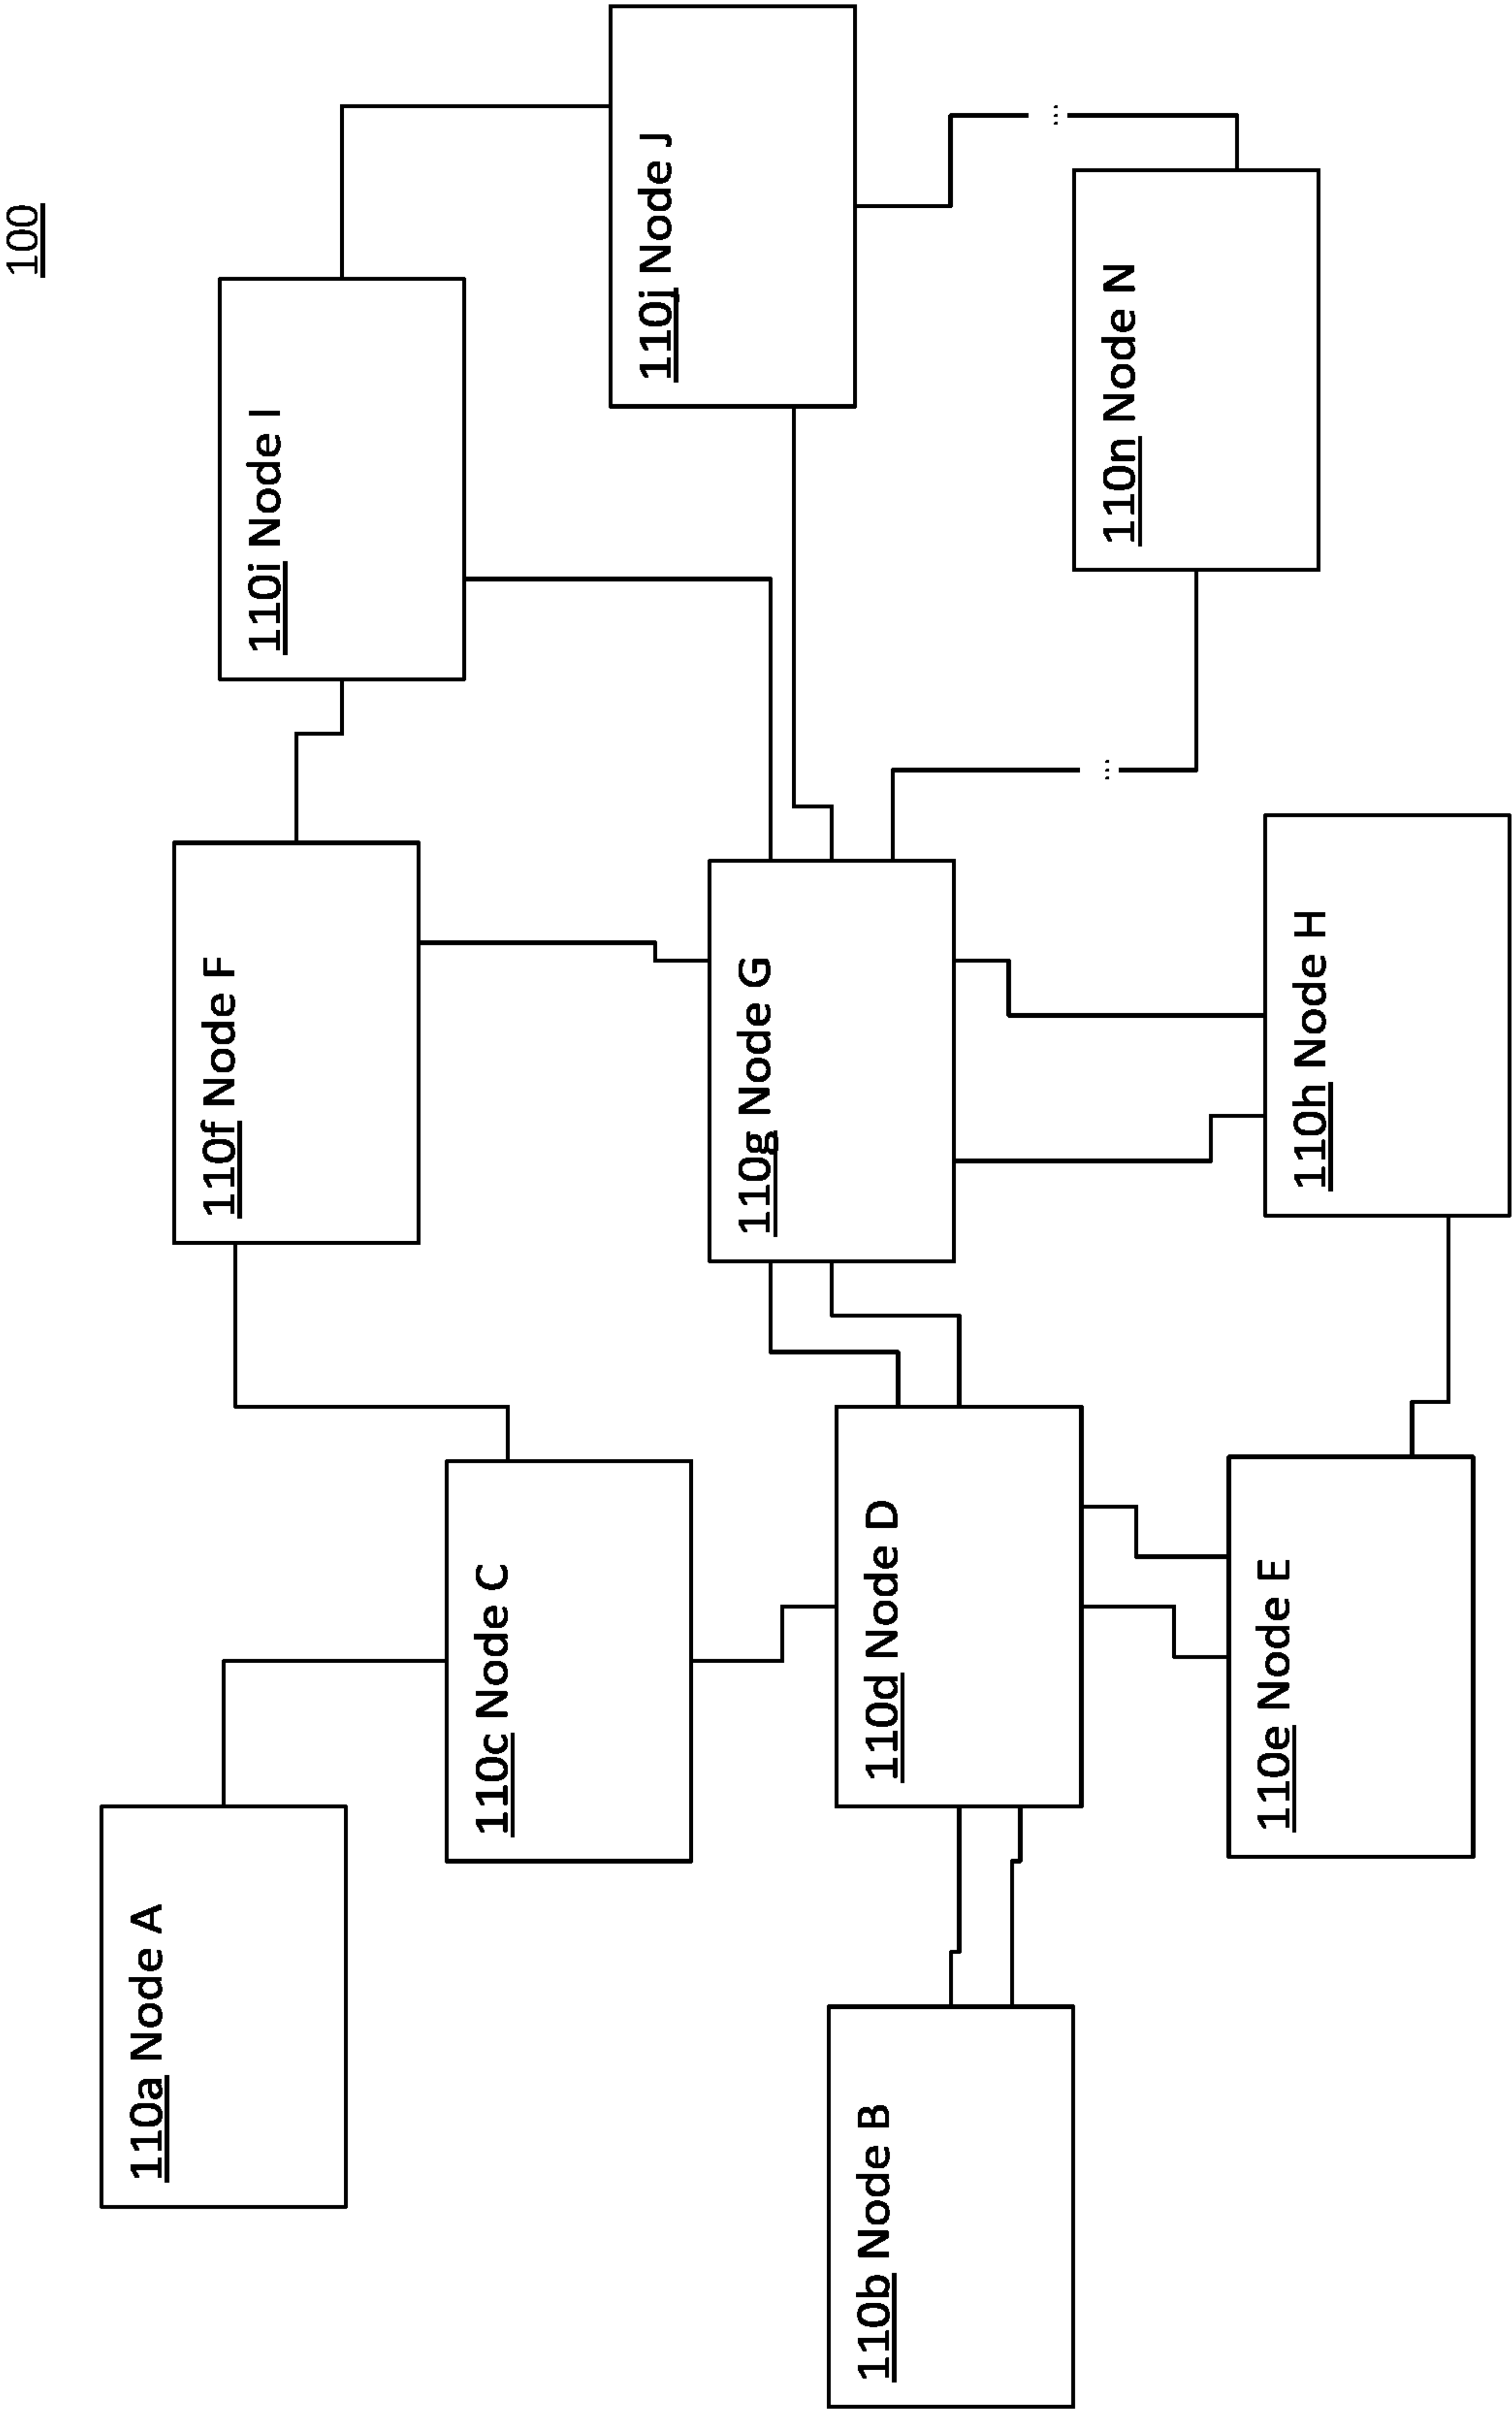 100
110a Node A
110b Node B
110c Node C
110d Node D
110e Node E
110f Node F
110g Node G
110h Node H
110i Node I
110j Node J
110n Node N
...
...